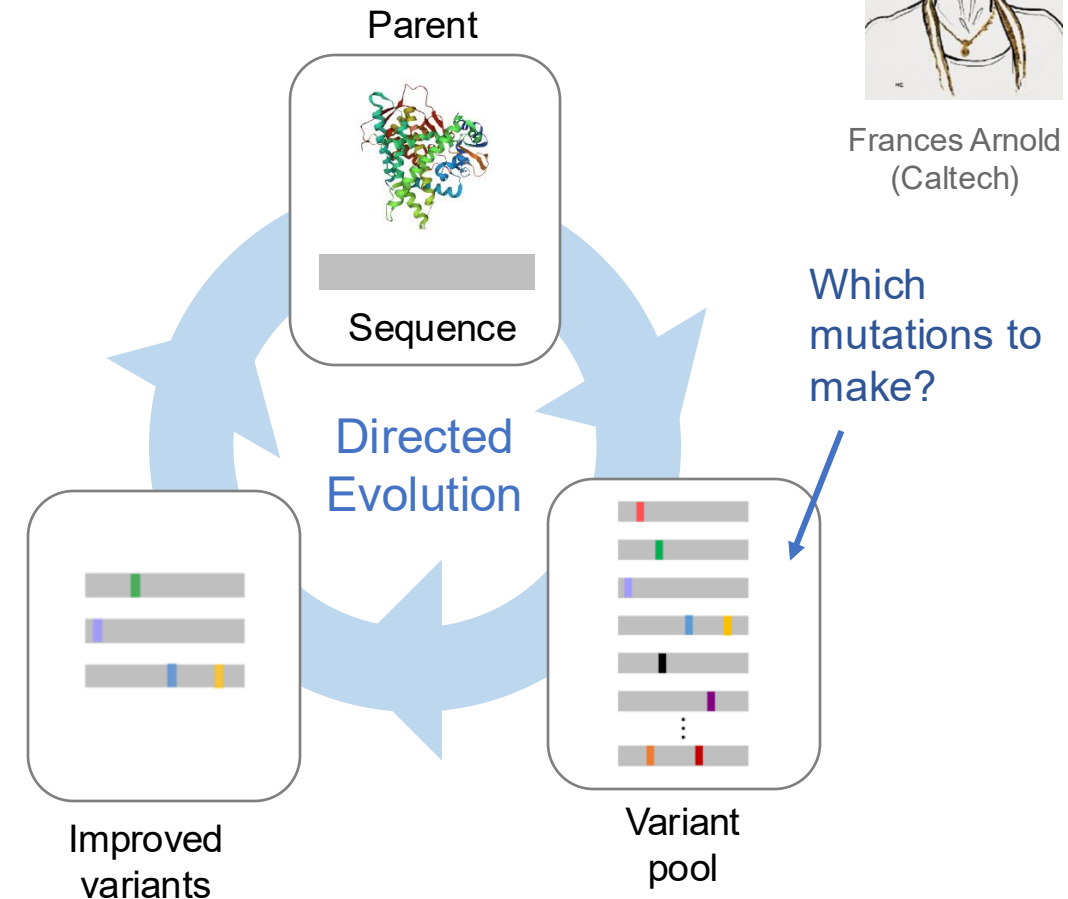 Parent
Frances Arnold
(Caltech)
Sequence
Which
mutations to
make?
Directed
Evolution
Improved
variants
Variant
pool